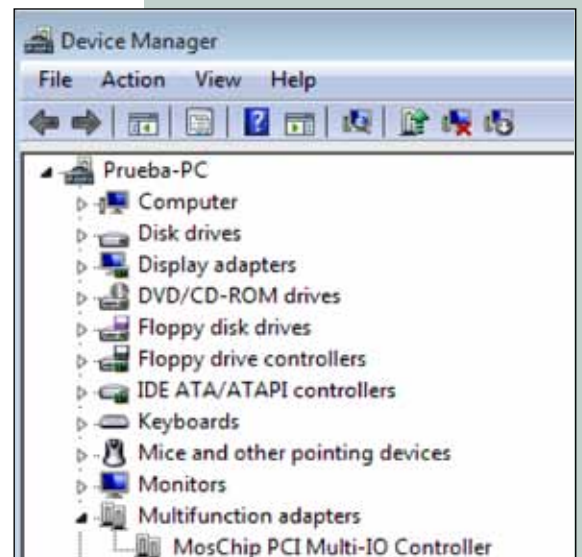 Device Manager
File Action View Help
Prueba-PC
Computer
Disk drives
Display adapters
DVD/CD-ROM drives
Floppy disk drives
Floppy drive controllers
IDE ATA/ATAPI controllers
Keyboards
Mice and other pointing devices
Monitors
Multifunction adapters
MosChip PCI Multi-IO Controller